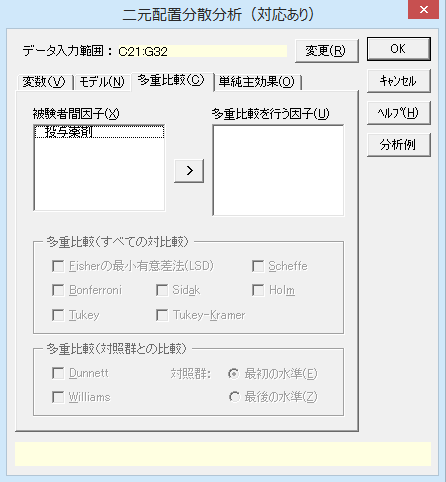 二元配置分散分析（対応あり）
データ入力範囲： C21:G32 変更(R) OK
キャンセル
ヘルプ(H)
分析例
変数(V) モデル(N) 多重比較(C) 単純主効果(O)
被験者間因子(X) 多重比較を行う因子(U)
投与薬剤
>
多重比較(すべての対比較)
Fisherの最小有意差法(LSD) Scheffe
Bonferroni Sidak Holm
Tukey Tukey-Kramer
多重比較(対照群との比較)
Dunnett 対照群: 最初の水準(E)
Williams 最後の水準(Z)